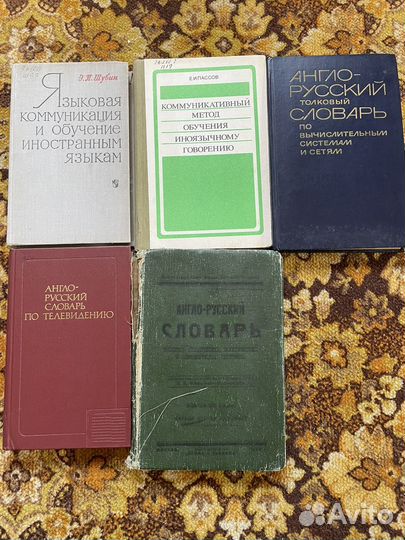 Э. П. Шубин
Языковая
коммуникация
и обучение
иностранным
языкам
Е.И.ПАССОВ
КОММУНИКАТИВНЫЙ
МЕТОД
ОБУЧЕНИЯ
ИНОЯЗЫЧНОМУ
ГОВОРЕНИЮ
АНГЛО-
РУССКИЙ
ТОЛКОВЫЙ
СЛОВАРЬ
ПО
ВЫЧИСЛИТЕЛЬНЫМ
СИСТЕМАМ
И СЕТЯМ
АНГЛО-
РУССКИЙ
СЛОВАРЬ
ПО ТЕЛЕВИДЕНИЮ
АНГЛО-РУССКИЙ
СЛОВАРЬ
Avito